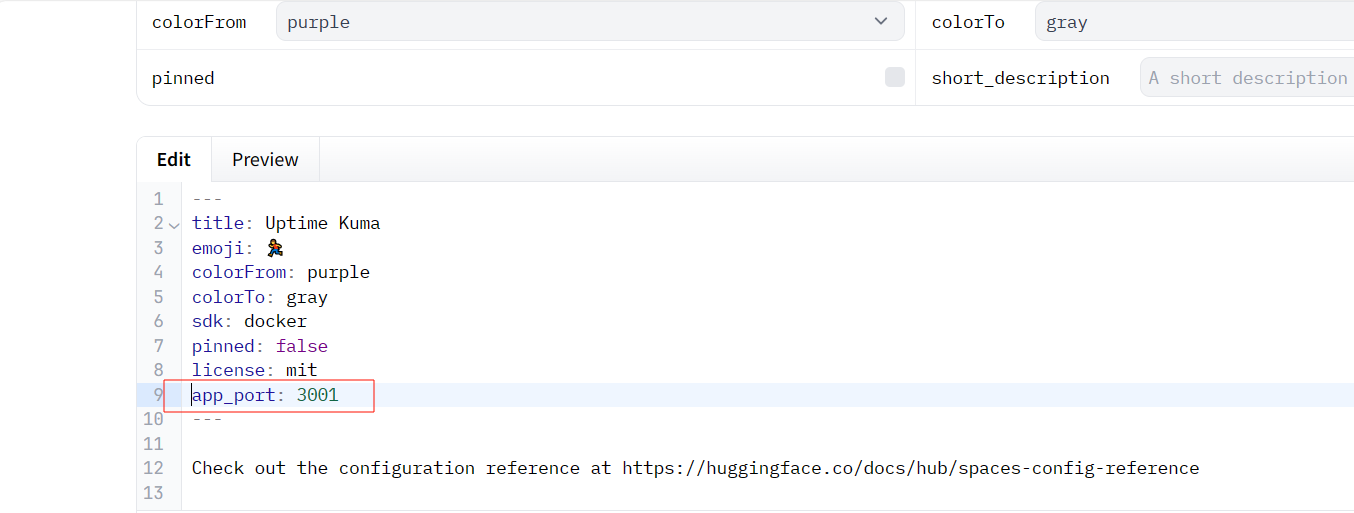 colorFrom purple colorTo gray
pinned short_description A short description
Edit Preview
1 ---
2 title: Uptime Kuma
3 emoji: 🏃
4 colorFrom: purple
5 colorTo: gray
6 sdk: docker
7 pinned: false
8 license: mit
9 app_port: 3001
10 ---
11
12 Check out the configuration reference at https://huggingface.co/docs/hub/spaces-config-reference
13